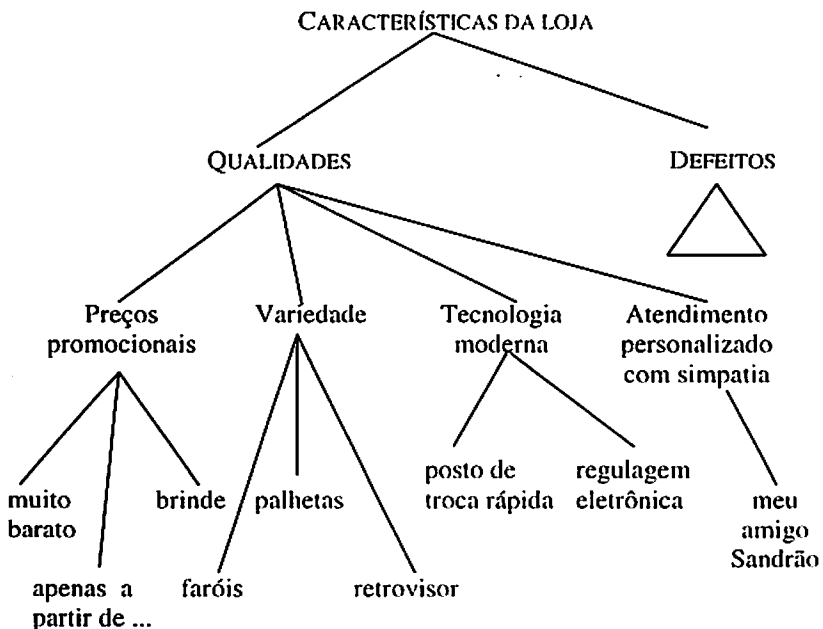 CARACTERÍSTICAS DA LOJA
QUALIDADES
DEFEITOS
Preços
promocionais
Variedade
Tecnologia
moderna
Atendimento
personalizado
com simpatia
muito
barato
apenas a
partir de ...
brinde
faróis
palhetas
retrovisor
posto de
troca rápida
regulagem
eletrônica
meu
amigo
Sandrão